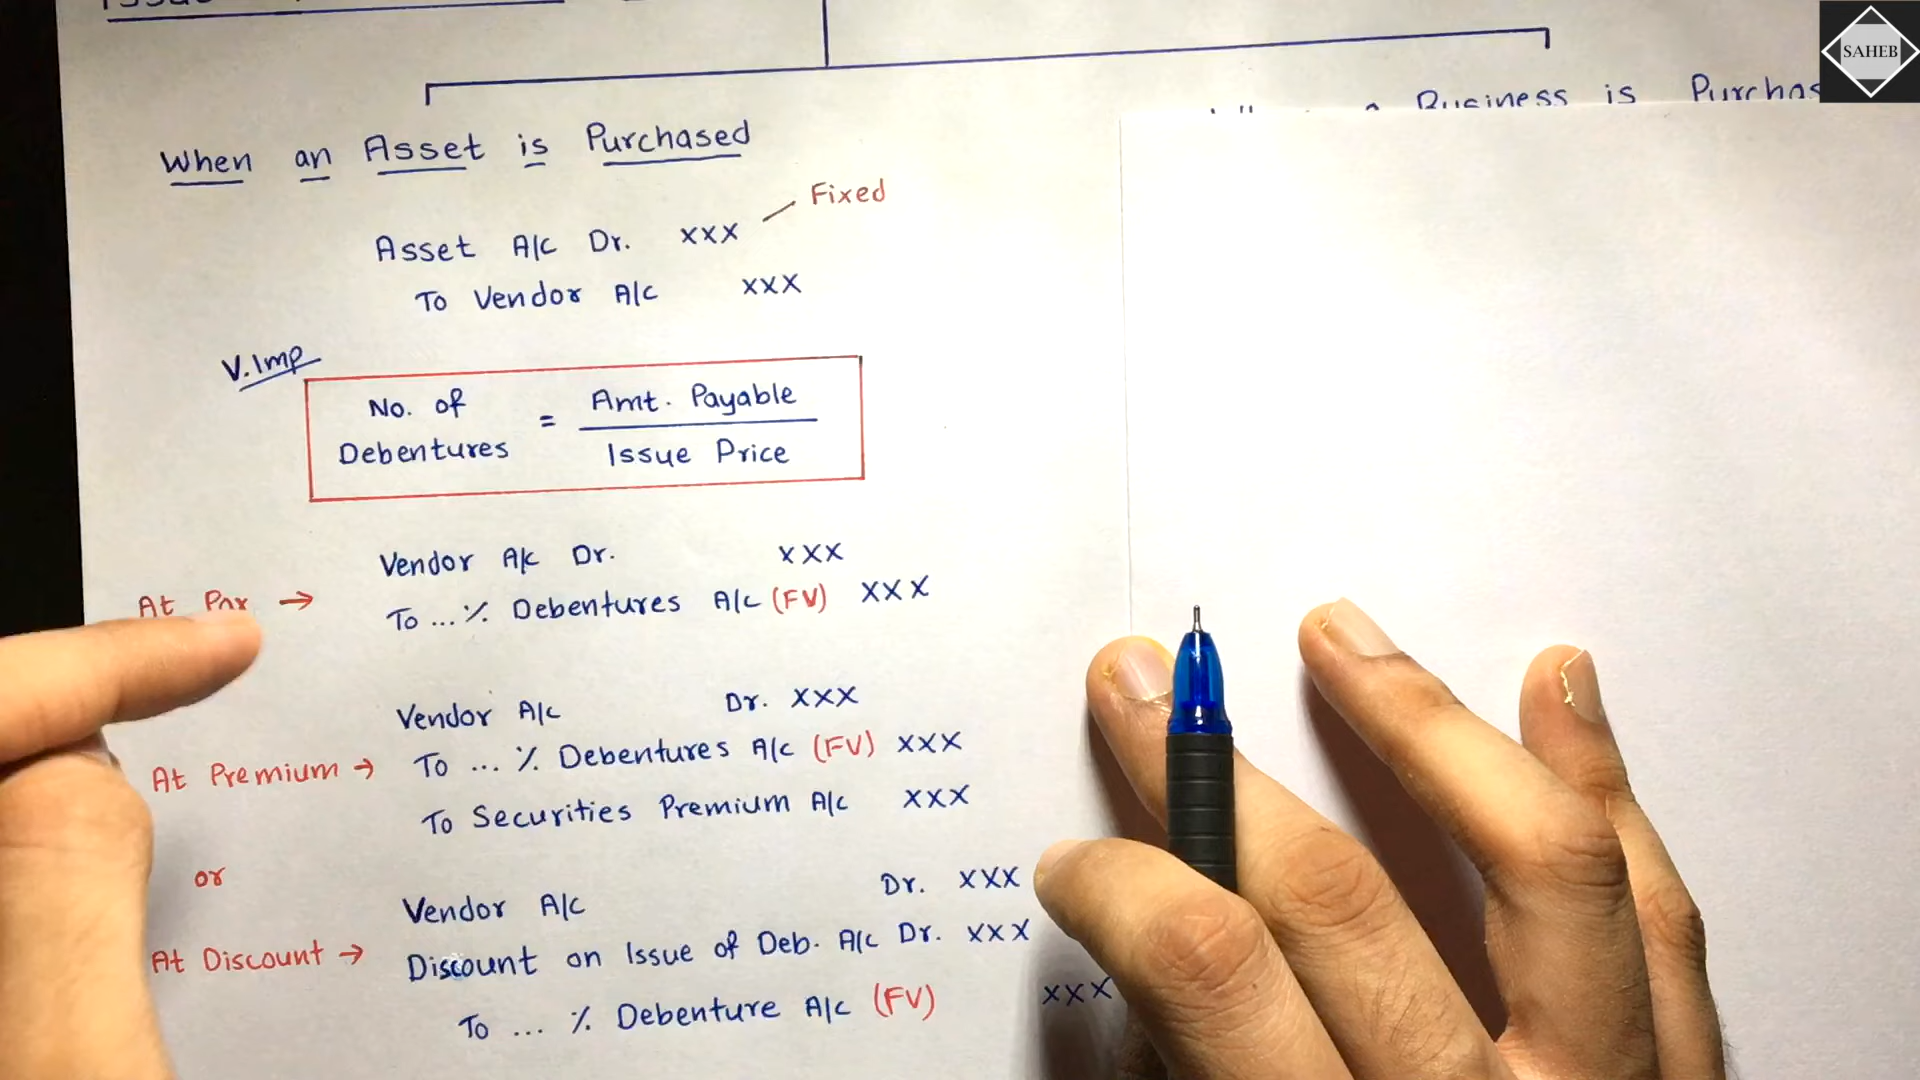 SAHEB
Business is
When an Asset is Purchased
Fixed
Asset A/c Dr. XXX
To Vendor A/c XXX
V.Imp
No. of Debentures = Amt. Payable / Issue Price
Vendor A/c Dr. XXX
At Par → To ...% Debentures A/c (FV) XXX
Vendor A/c Dr. XXX
At Premium → To ... % Debentures A/c (FV) XXX
To Securities Premium A/c XXX
or
Vendor A/c Dr. XXX
At Discount → Discount on Issue of Deb. A/c Dr. XXX
To ... % Debenture A/c (FV) XXX